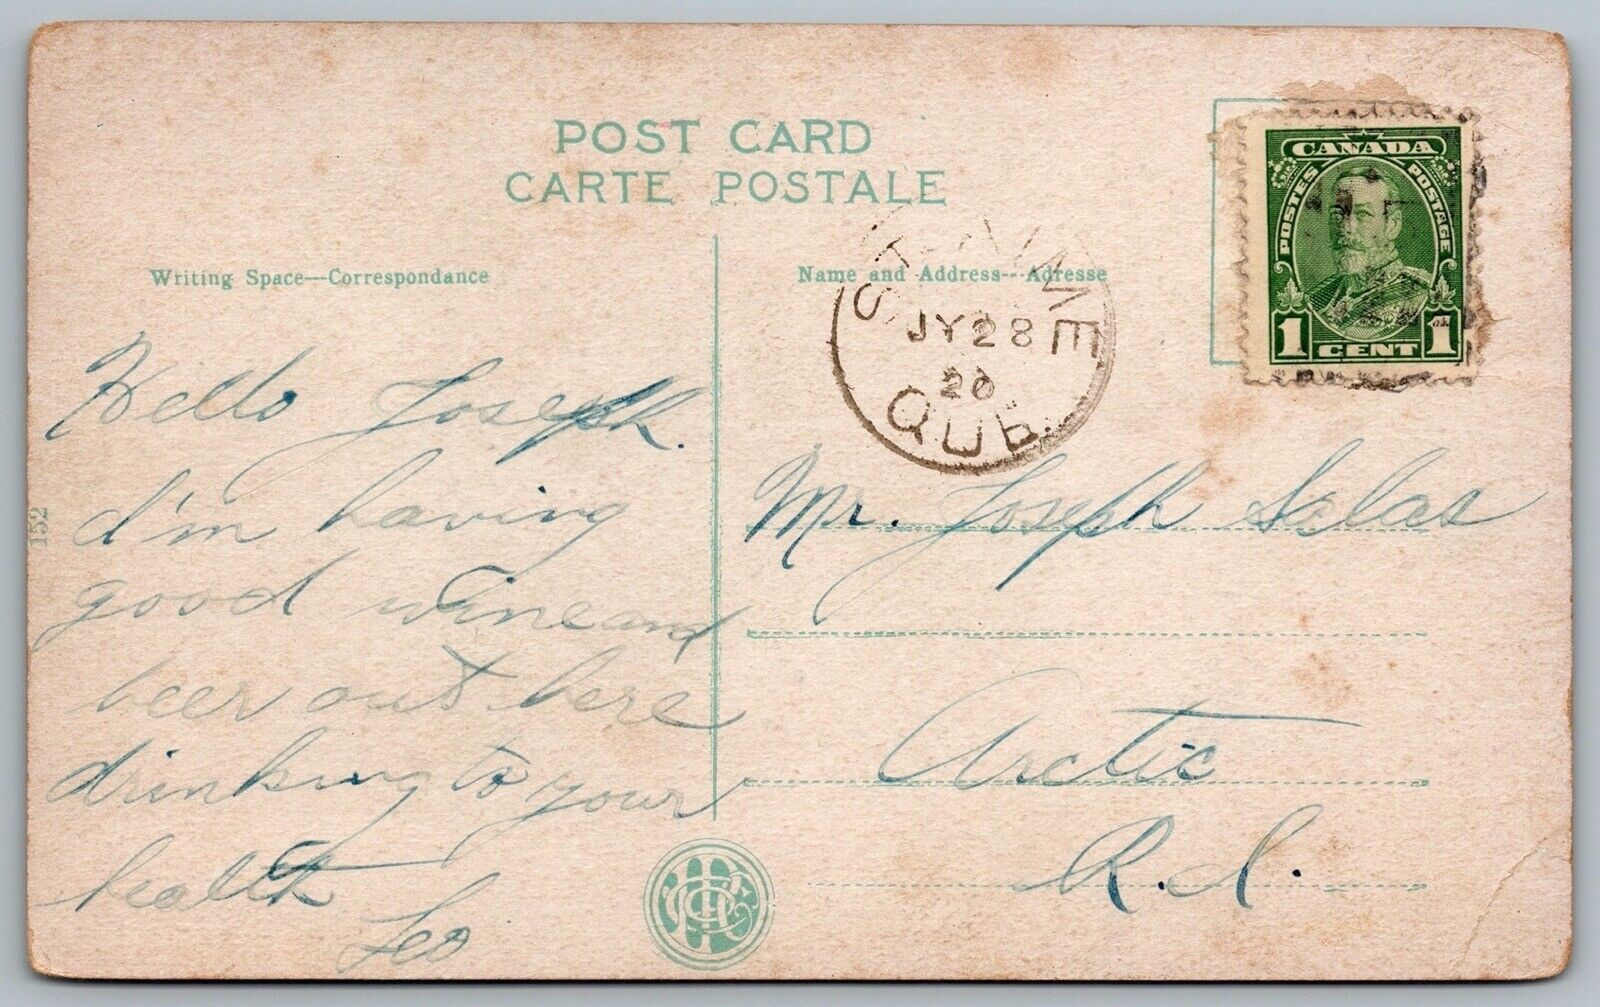 POST CARD
CARTE POSTALE
CANADA
POSTES POSTAGE
1 CENT 1
Writing Space—Correspondance
Name and Address—Adresse
JY 28
QUE.
152
Hello Joseph.
I'm having
good wine and
beer out here
drinking to your
health
Leo
Mr. Joseph
Arctic
R.I.